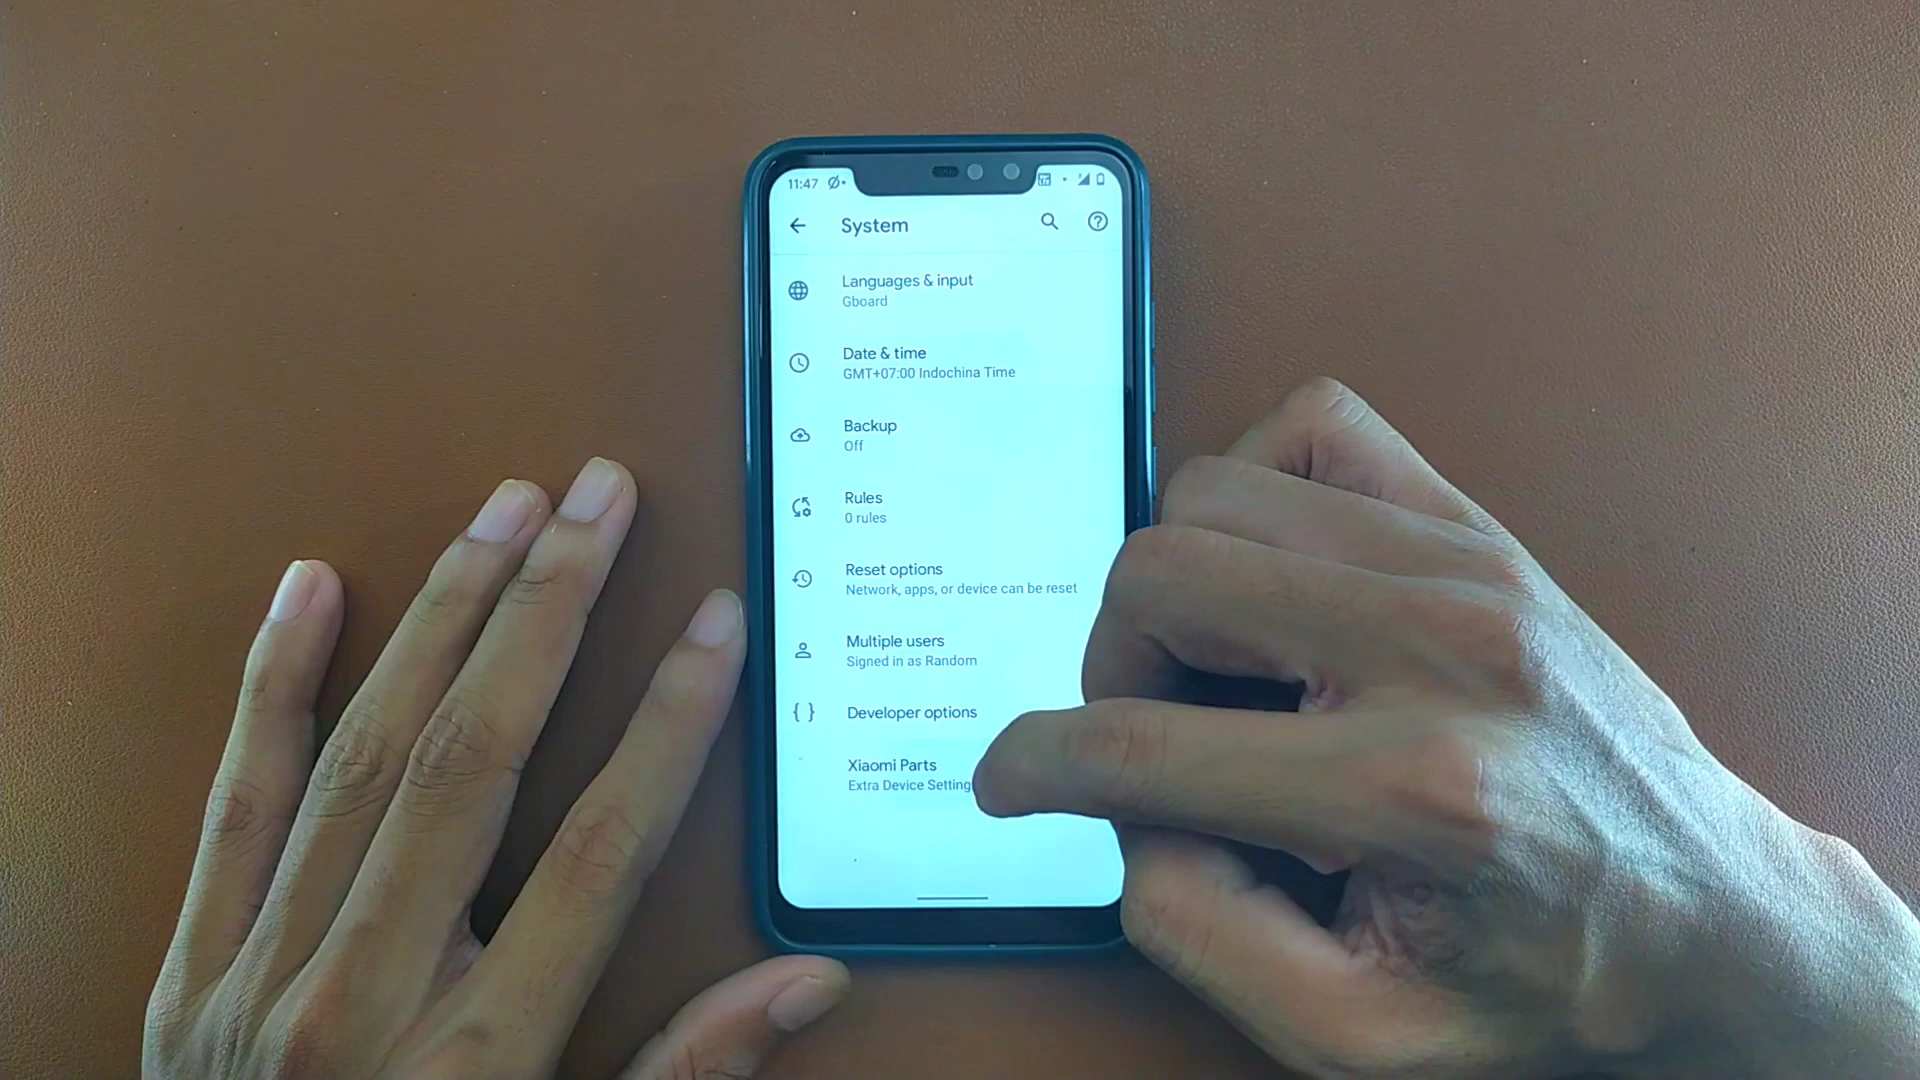 11:47
System
Languages & input
Gboard
Date & time
GMT+07:00 Indochina Time
Backup
Off
Rules
0 rules
Reset options
Network, apps, or device can be reset
Multiple users
Signed in as Random
{ } Developer options
Xiaomi Parts
Extra Device Setting